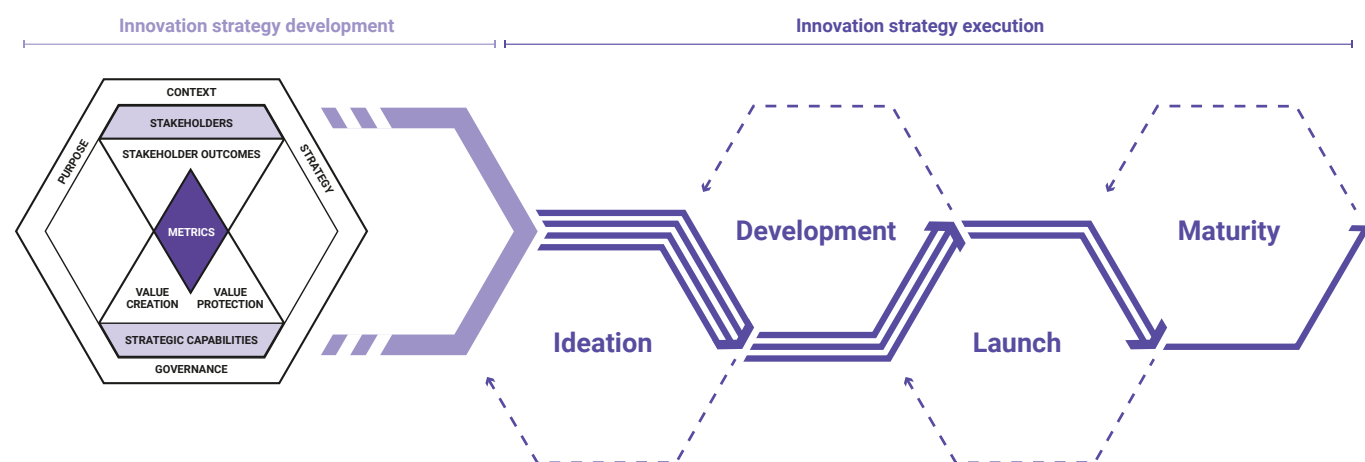 Innovation strategy development
Innovation strategy execution
CONTEXT
STAKEHOLDERS
PURPOSE
STAKEHOLDER OUTCOMES
STRATEGY
METRICS
VALUE
CREATION
VALUE
PROTECTION
STRATEGIC CAPABILITIES
GOVERNANCE
Ideation
Development
Launch
Maturity